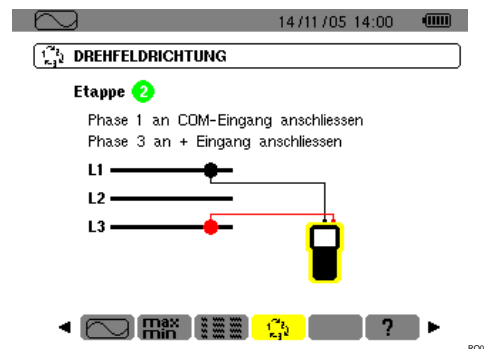 14/11/05 14:00
DREHFELDRICHTUNG
Etappe 2
Phase 1 an COM-Eingang anschliessen
Phase 3 an + Eingang anschliessen
L1
L2
L3
max
min
?